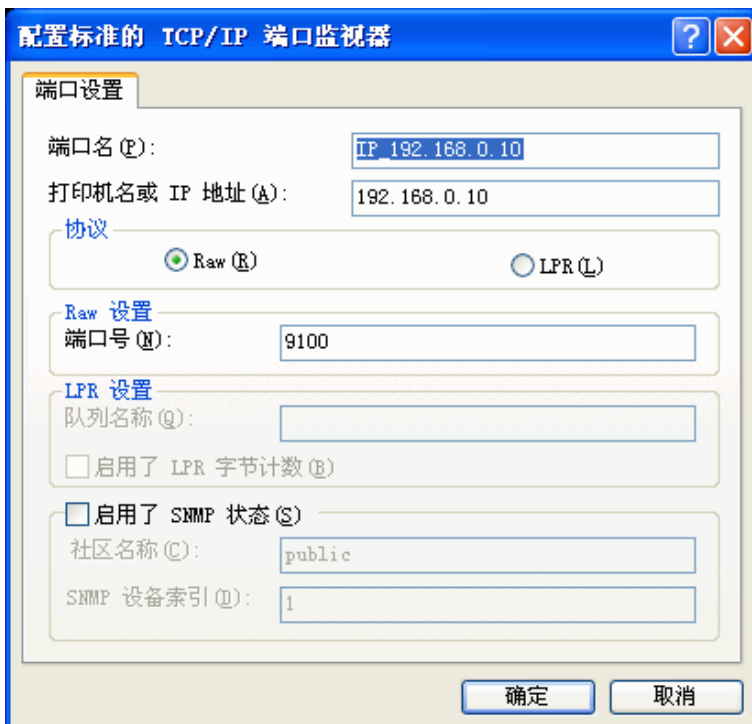 配置标准的 TCP/IP 端口监视器
端口设置
端口名(P): IP_192.168.0.10
打印机名或 IP 地址(A): 192.168.0.10
协议
Raw(R) LPR(L)
Raw 设置
端口号(N): 9100
LPR 设置
队列名称(Q):
启用了 LPR 字节计数(B)
启用了 SNMP 状态(S)
社区名称(C): public
SNMP 设备索引(D): 1
确定 取消